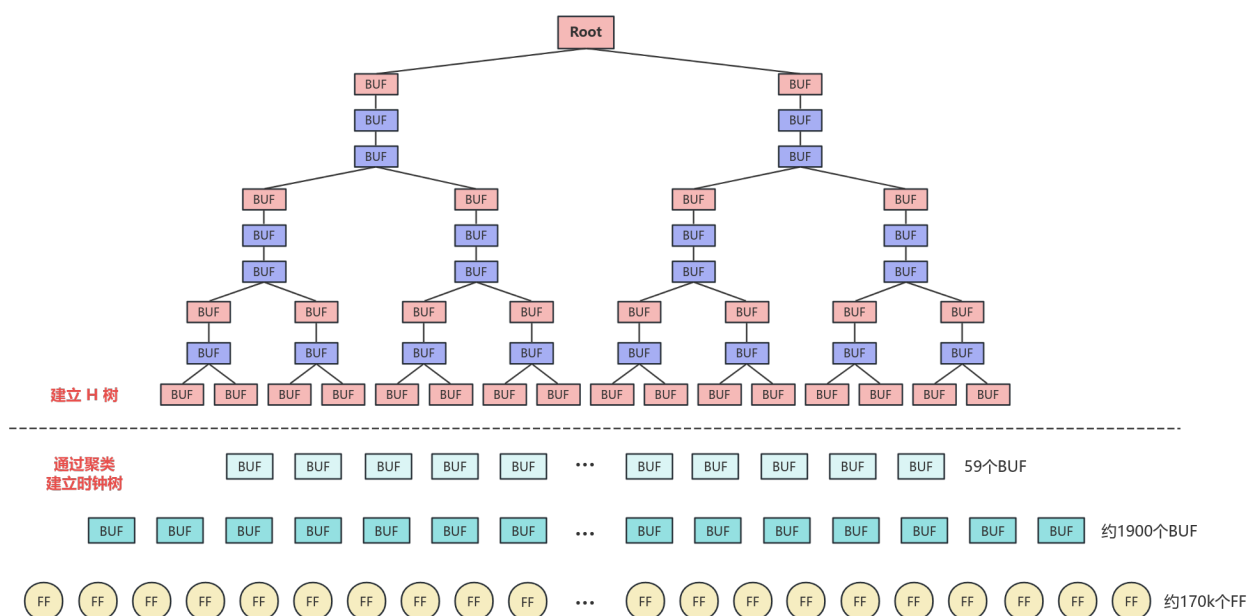 Root
BUF BUF
BUF BUF
BUF BUF
BUF BUF BUF BUF
BUF BUF BUF BUF
BUF BUF BUF BUF
BUF BUF BUF BUF BUF BUF BUF BUF
BUF BUF BUF BUF BUF BUF BUF BUF
建立 H 树 BUF BUF BUF BUF BUF BUF BUF BUF BUF BUF BUF BUF BUF BUF BUF BUF
通过聚类
建立时钟树
BUF BUF BUF BUF BUF ... BUF BUF BUF BUF BUF 59个BUF
BUF BUF BUF BUF BUF BUF BUF ... BUF BUF BUF BUF BUF BUF BUF 约1900个BUF
FF FF FF FF FF FF FF FF FF FF ... FF FF FF FF FF FF FF FF FF FF 约170k个FF